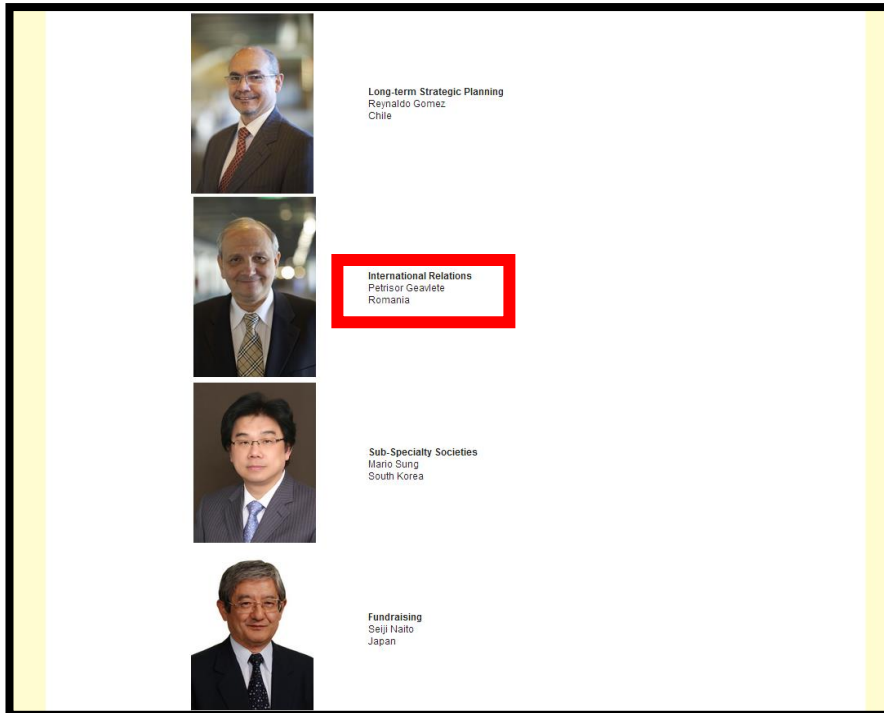 Long-term Strategic Planning
Reynaldo Gomez
Chile
International Relations
Petrisor Geavlete
Romania
Sub-Specialty Societies
Mario Sung
South Korea
Fundraising
Seiji Naito
Japan